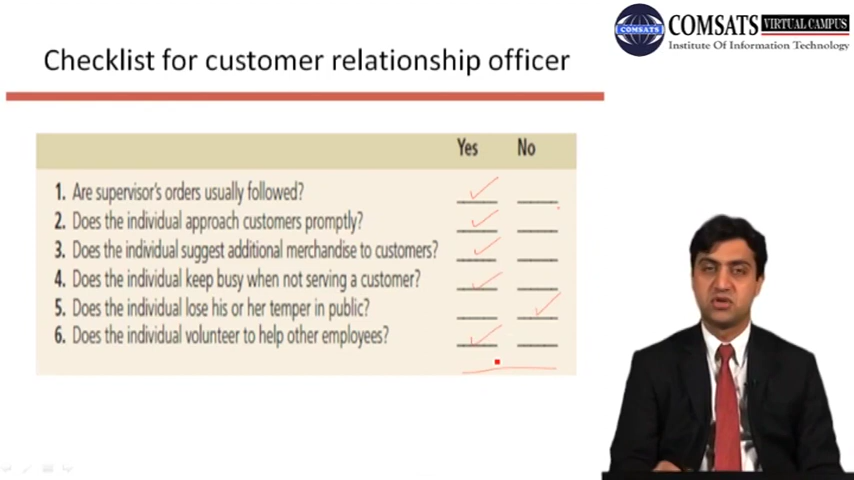 COMSATS VIRTUAL CAMPUS
COMSATS
Institute Of Information Technology
Checklist for customer relationship officer
Yes No
1. Are supervisor's orders usually followed?
2. Does the individual approach customers promptly?
3. Does the individual suggest additional merchandise to customers?
4. Does the individual keep busy when not serving a customer?
5. Does the individual lose his or her temper in public?
6. Does the individual volunteer to help other employees?